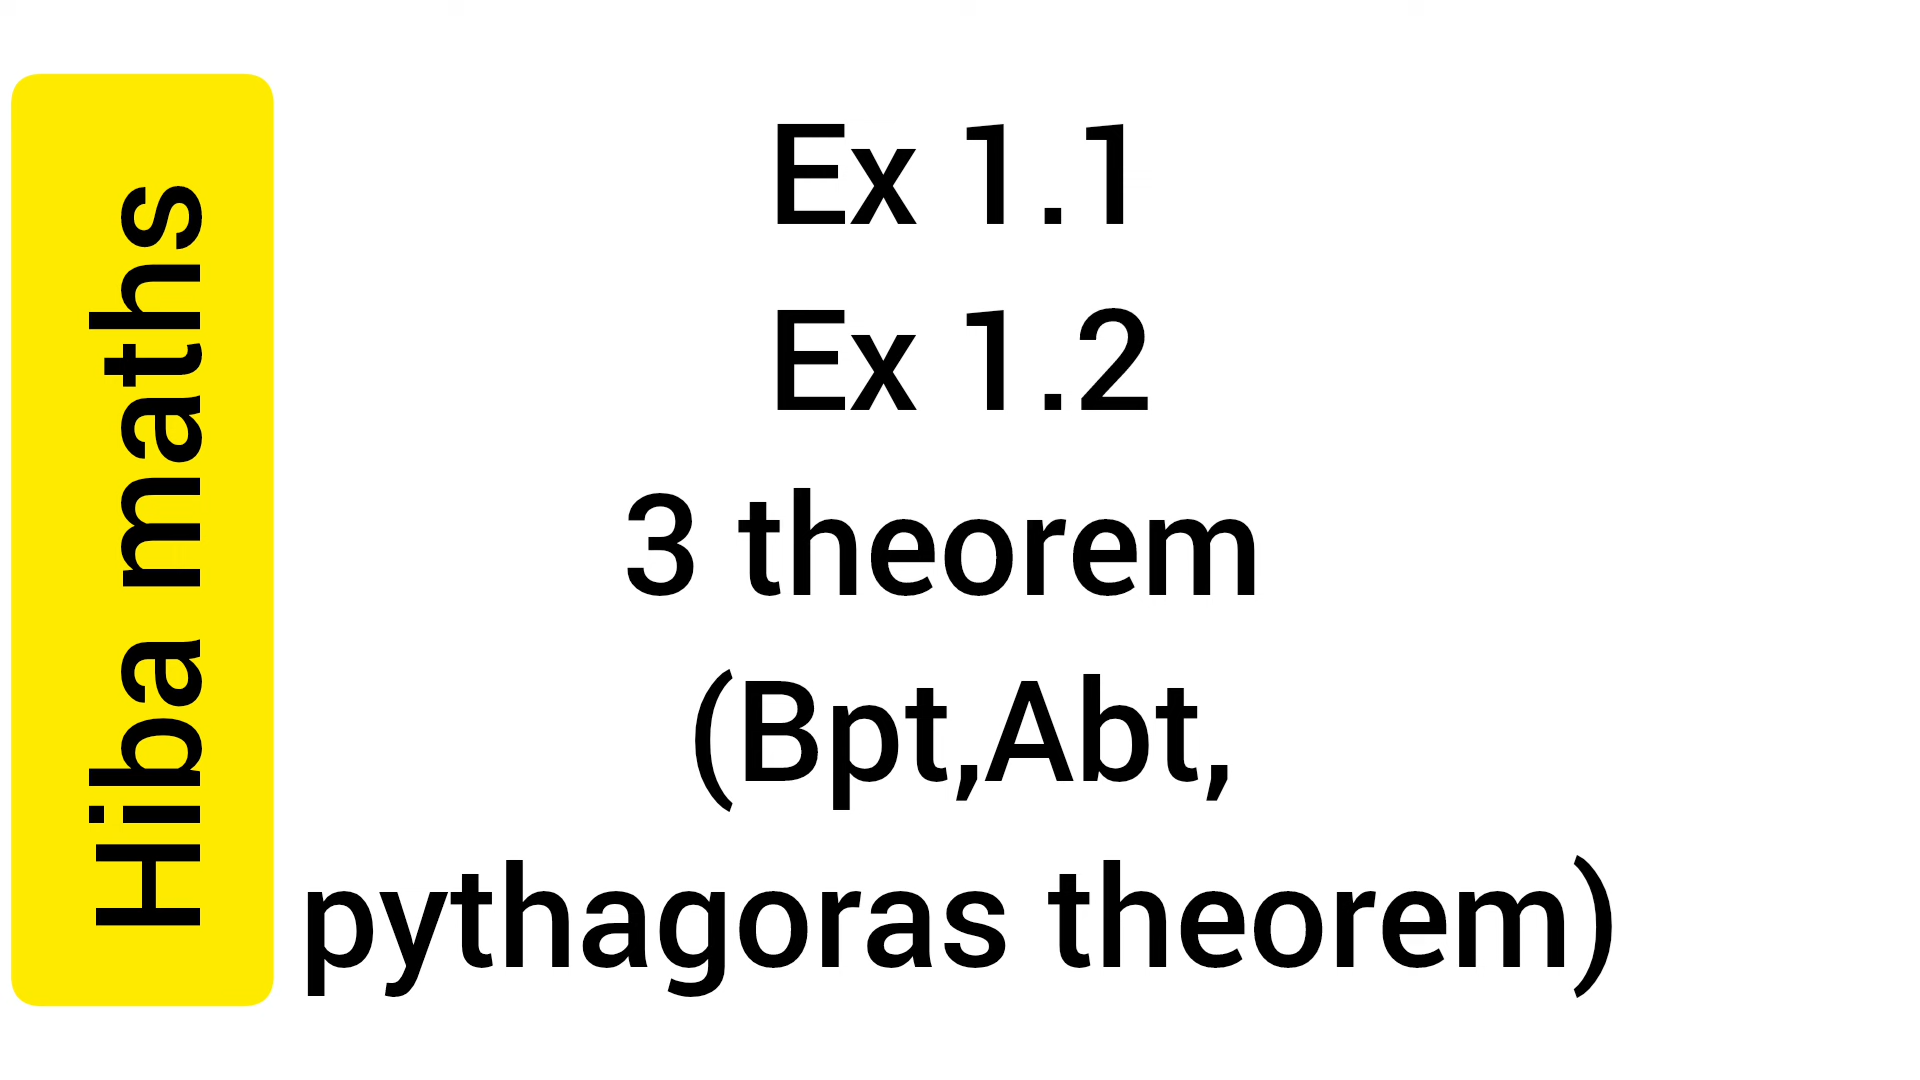 Hiba maths
Ex 1.1
Ex 1.2
3 theorem
(Bpt,Abt,
pythagoras theorem)